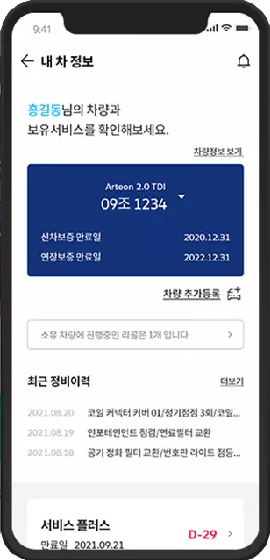 9:41
내 차 정보
홍길동님의 차량과
보유서비스를 확인해보세요.
차량정보 보기
Arteon 2.0 TDI
09조 1234
신차보증 만료일 2020.12.31
연장보증 만료일 2022.12.31
차량 추가등록
소유 차량에 진행중인 리콜은 1개 입니다
최근 정비이력 더보기
2021.08.20 코일 커넥터 커버 01/정기점점 3회/코일...
2021.08.19 인포터인먼트 점검/연료필터 교환
2021.08.18 공기 정화 필터 교환/번호판 라이트 점등...
서비스 플러스
만료일 2021.09.21 D-29